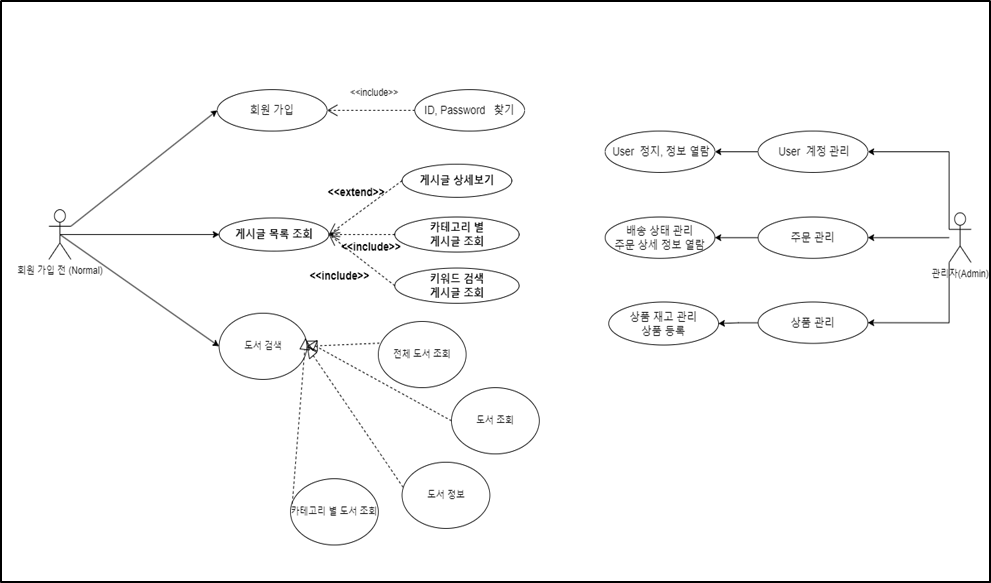 <<include>>
회원 가입
ID, Password 찾기
User 정지, 정보 열람
User 계정 관리
<<extend>>
게시글 상세보기
게시글 목록 조회
카테고리 별
게시글 조회
<<include>>
<<include>>
키워드 검색
게시글 조회
회원 가입 전 (Normal)
배송 상태 관리
주문 상세 정보 열람
주문 관리
관리자(Admin)
상품 재고 관리
상품 등록
상품 관리
도서 검색
전체 도서 조회
도서 조회
도서 정보
카테고리 별 도서 조회